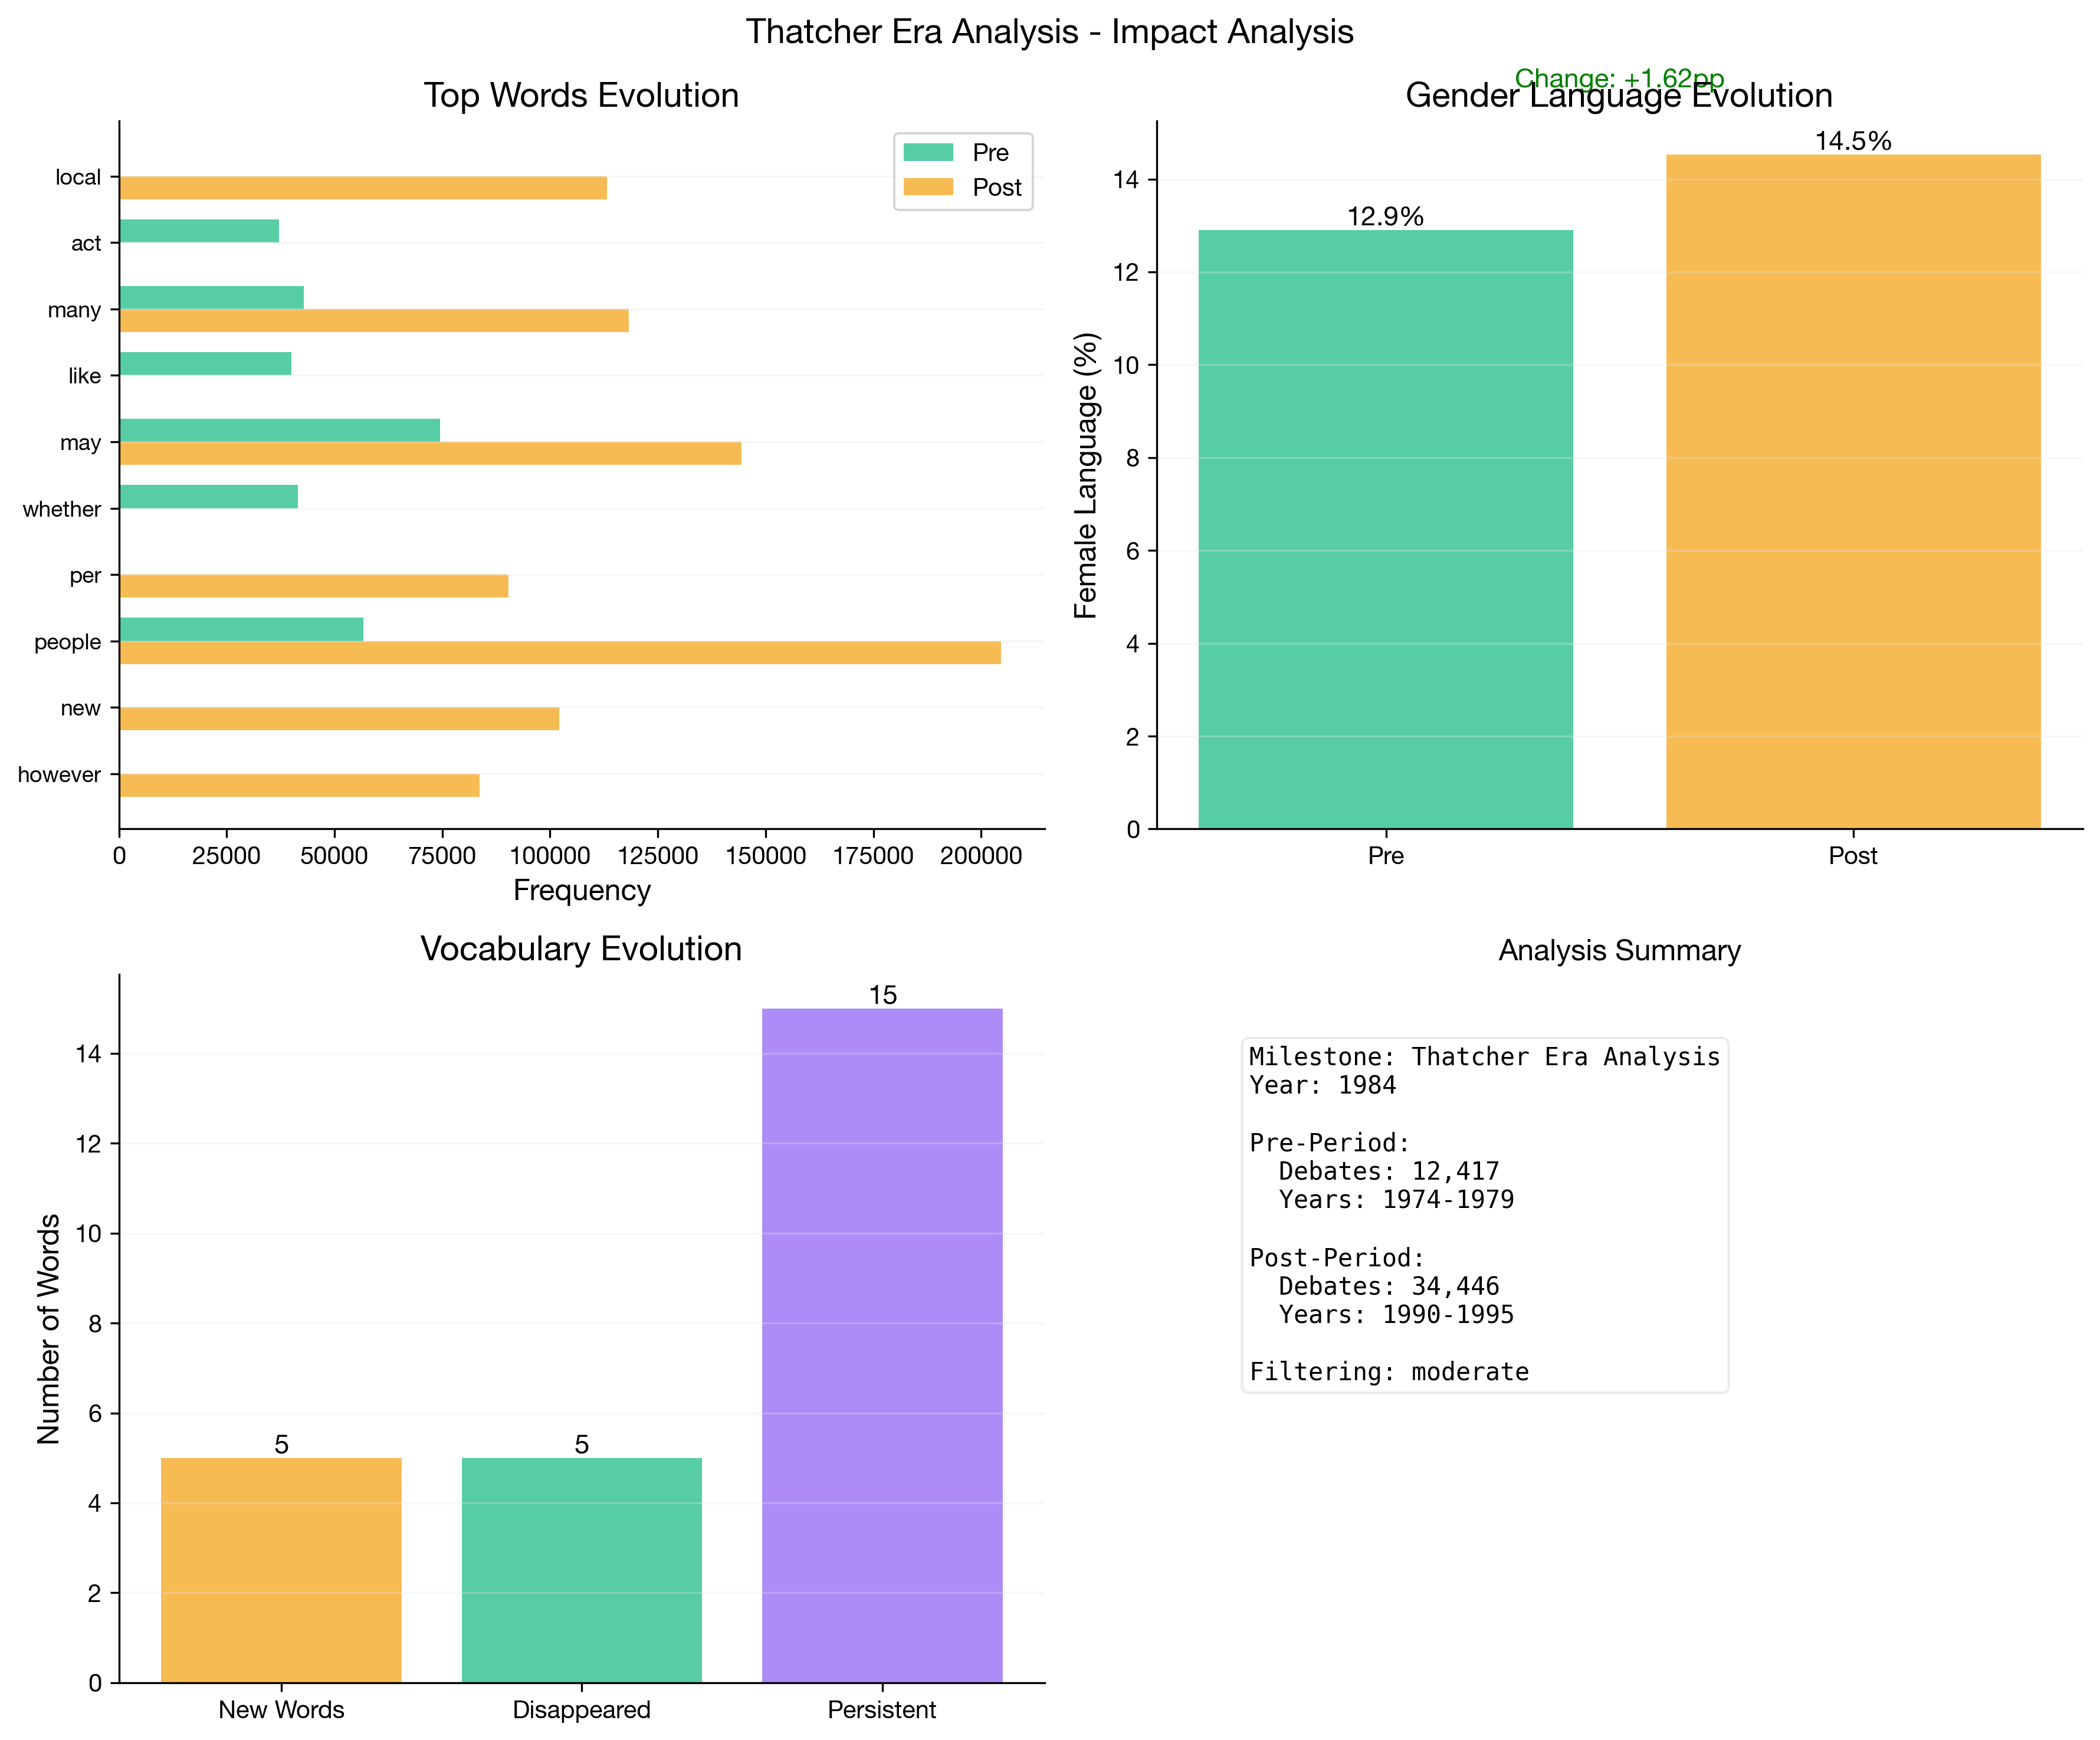 Thatcher Era Analysis - Impact Analysis
Top Words Evolution
Pre
Post
local
act
many
like
may
whether
per
people
new
however
0 25000 50000 75000 100000 125000 150000 175000 200000
Frequency
Change: +1.62pp
Gender Language Evolution
Female Language (%)
14
12
10
8
6
4
2
0
12.9%
14.5%
Pre Post
Vocabulary Evolution
Number of Words
14
12
10
8
6
4
2
0
5
5
15
New Words Disappeared Persistent
Analysis Summary
Milestone: Thatcher Era Analysis
Year: 1984
Pre-Period:
Debates: 12,417
Years: 1974-1979
Post-Period:
Debates: 34,446
Years: 1990-1995
Filtering: moderate